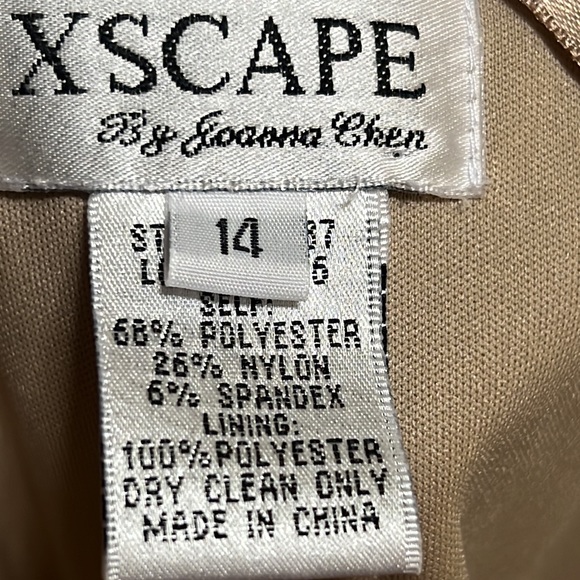 XSCAPE
By Joanna Chen
14
SELF:
68% POLYESTER
26% NYLON
6% SPANDEX
LINING:
100% POLYESTER
DRY CLEAN ONLY
MADE IN CHINA